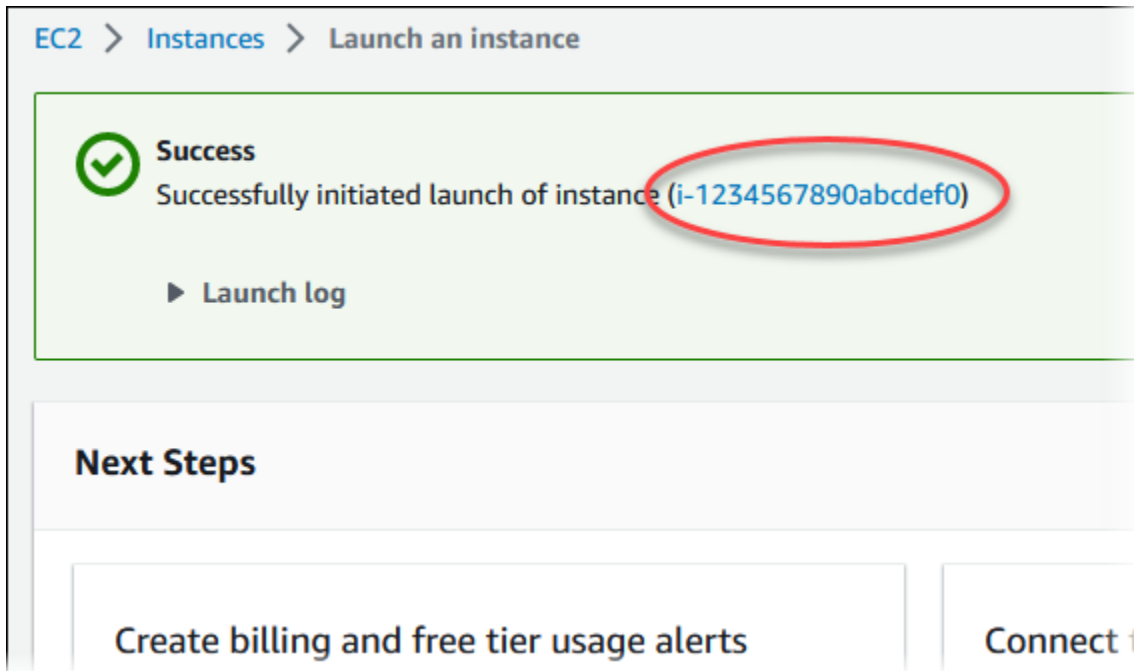 EC2 > Instances > Launch an instance
Success
Successfully initiated launch of instance (i-1234567890abcdef0)
▶ Launch log
Next Steps
Create billing and free tier usage alerts
Connect